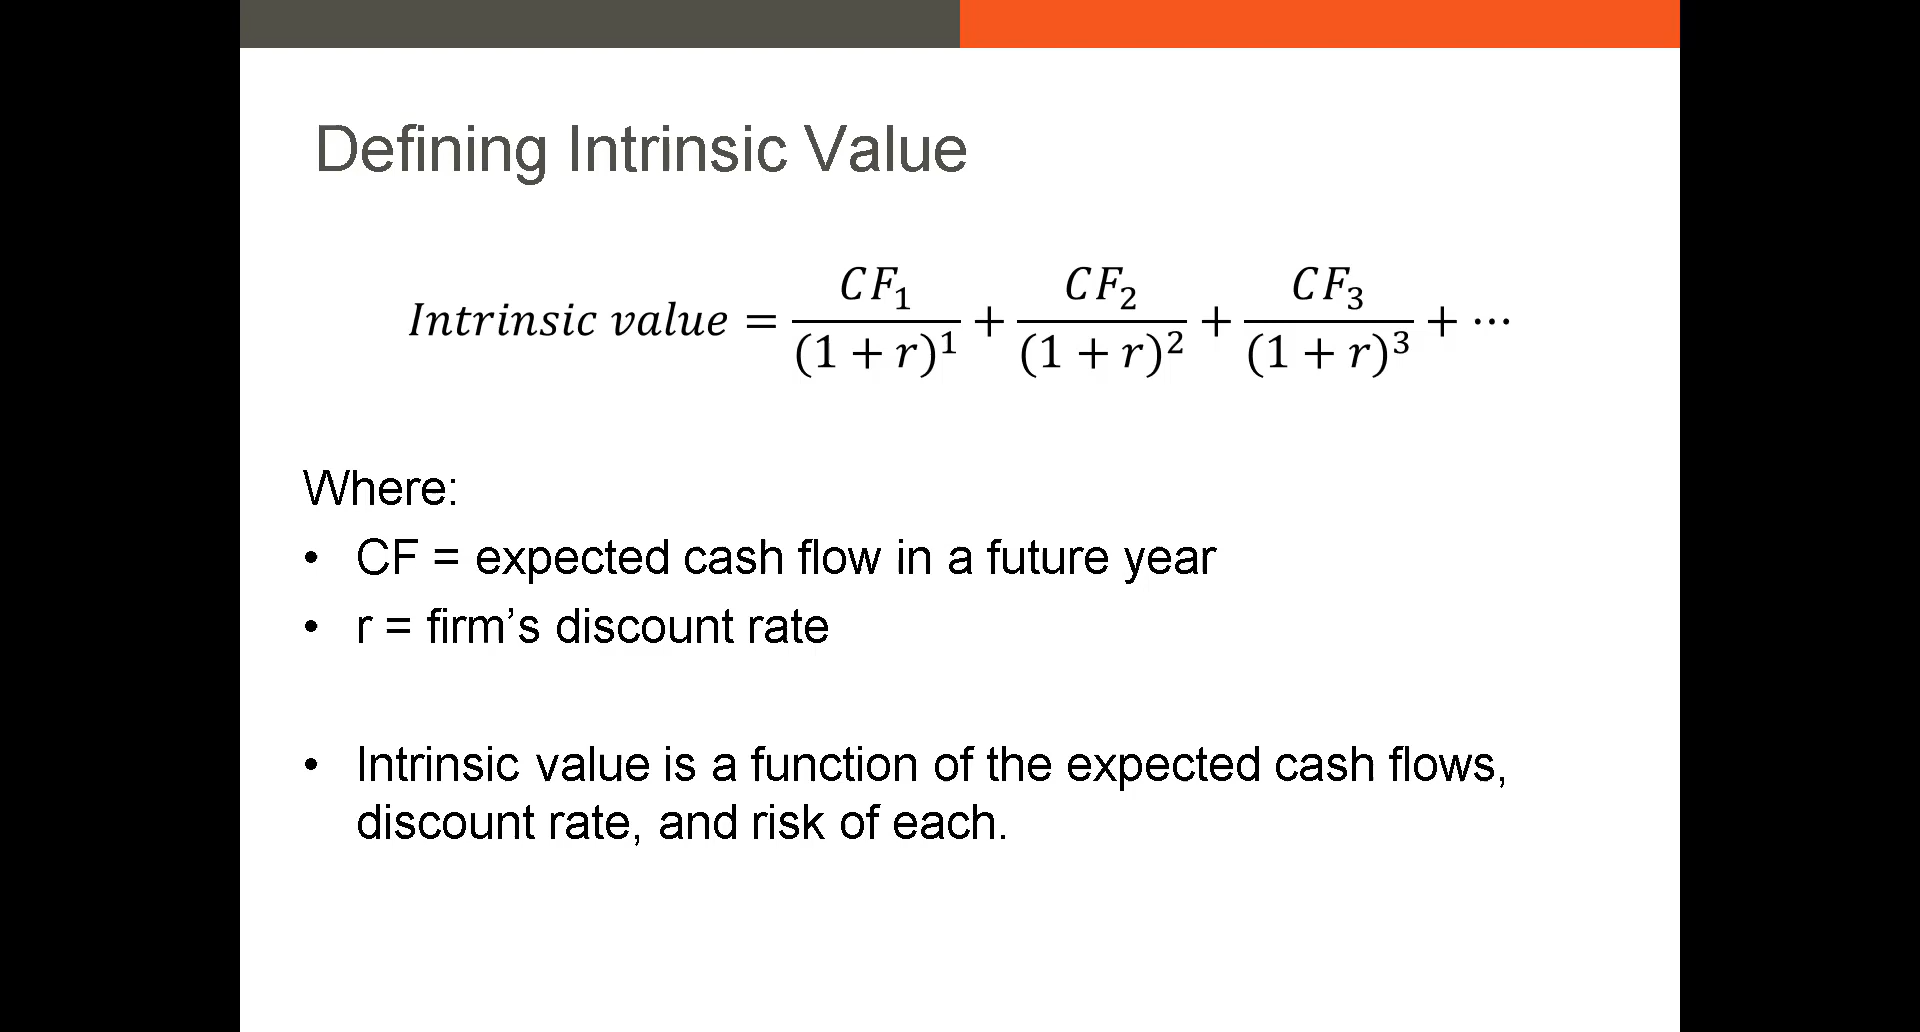 Defining Intrinsic Value
Intrinsic value = CF₁/(1 + r)¹ + CF₂/(1 + r)² + CF₃/(1 + r)³ + ⋯
Where:
• CF = expected cash flow in a future year
• r = firm’s discount rate
• Intrinsic value is a function of the expected cash flows,
discount rate, and risk of each.